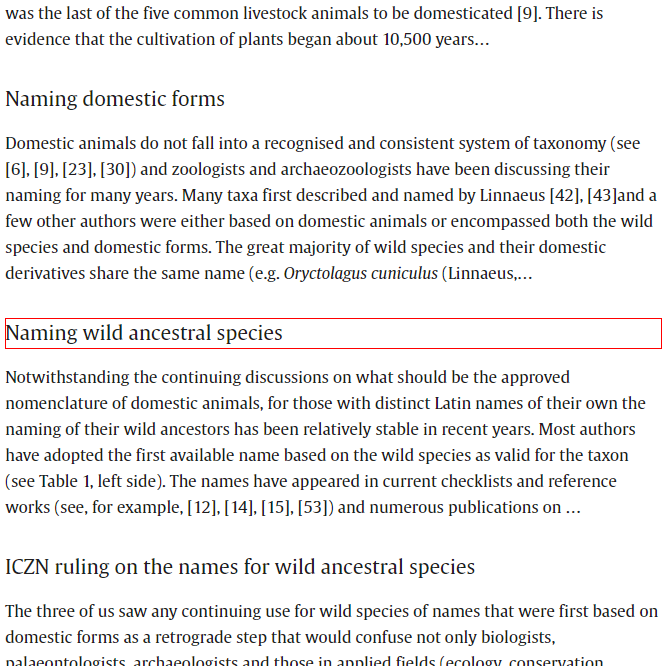 was the last of the five common livestock animals to be domesticated [9]. There is
evidence that the cultivation of plants began about 10,500 years…
Naming domestic forms
Domestic animals do not fall into a recognised and consistent system of taxonomy (see
[6], [9], [23], [30]) and zoologists and archaeozoologists have been discussing their
naming for many years. Many taxa first described and named by Linnaeus [42], [43]and a
few other authors were either based on domestic animals or encompassed both the wild
species and domestic forms. The great majority of wild species and their domestic
derivatives share the same name (e.g. Oryctolagus cuniculus (Linnaeus,…
Naming wild ancestral species
Notwithstanding the continuing discussions on what should be the approved
nomenclature of domestic animals, for those with distinct Latin names of their own the
naming of their wild ancestors has been relatively stable in recent years. Most authors
have adopted the first available name based on the wild species as valid for the taxon
(see Table 1, left side). The names have appeared in current checklists and reference
works (see, for example, [12], [14], [15], [53]) and numerous publications on …
ICZN ruling on the names for wild ancestral species
The three of us saw any continuing use for wild species of names that were first based on
domestic forms as a retrograde step that would confuse not only biologists,
palaeontologists, archaeologists and those in applied fields (ecology, conservation,